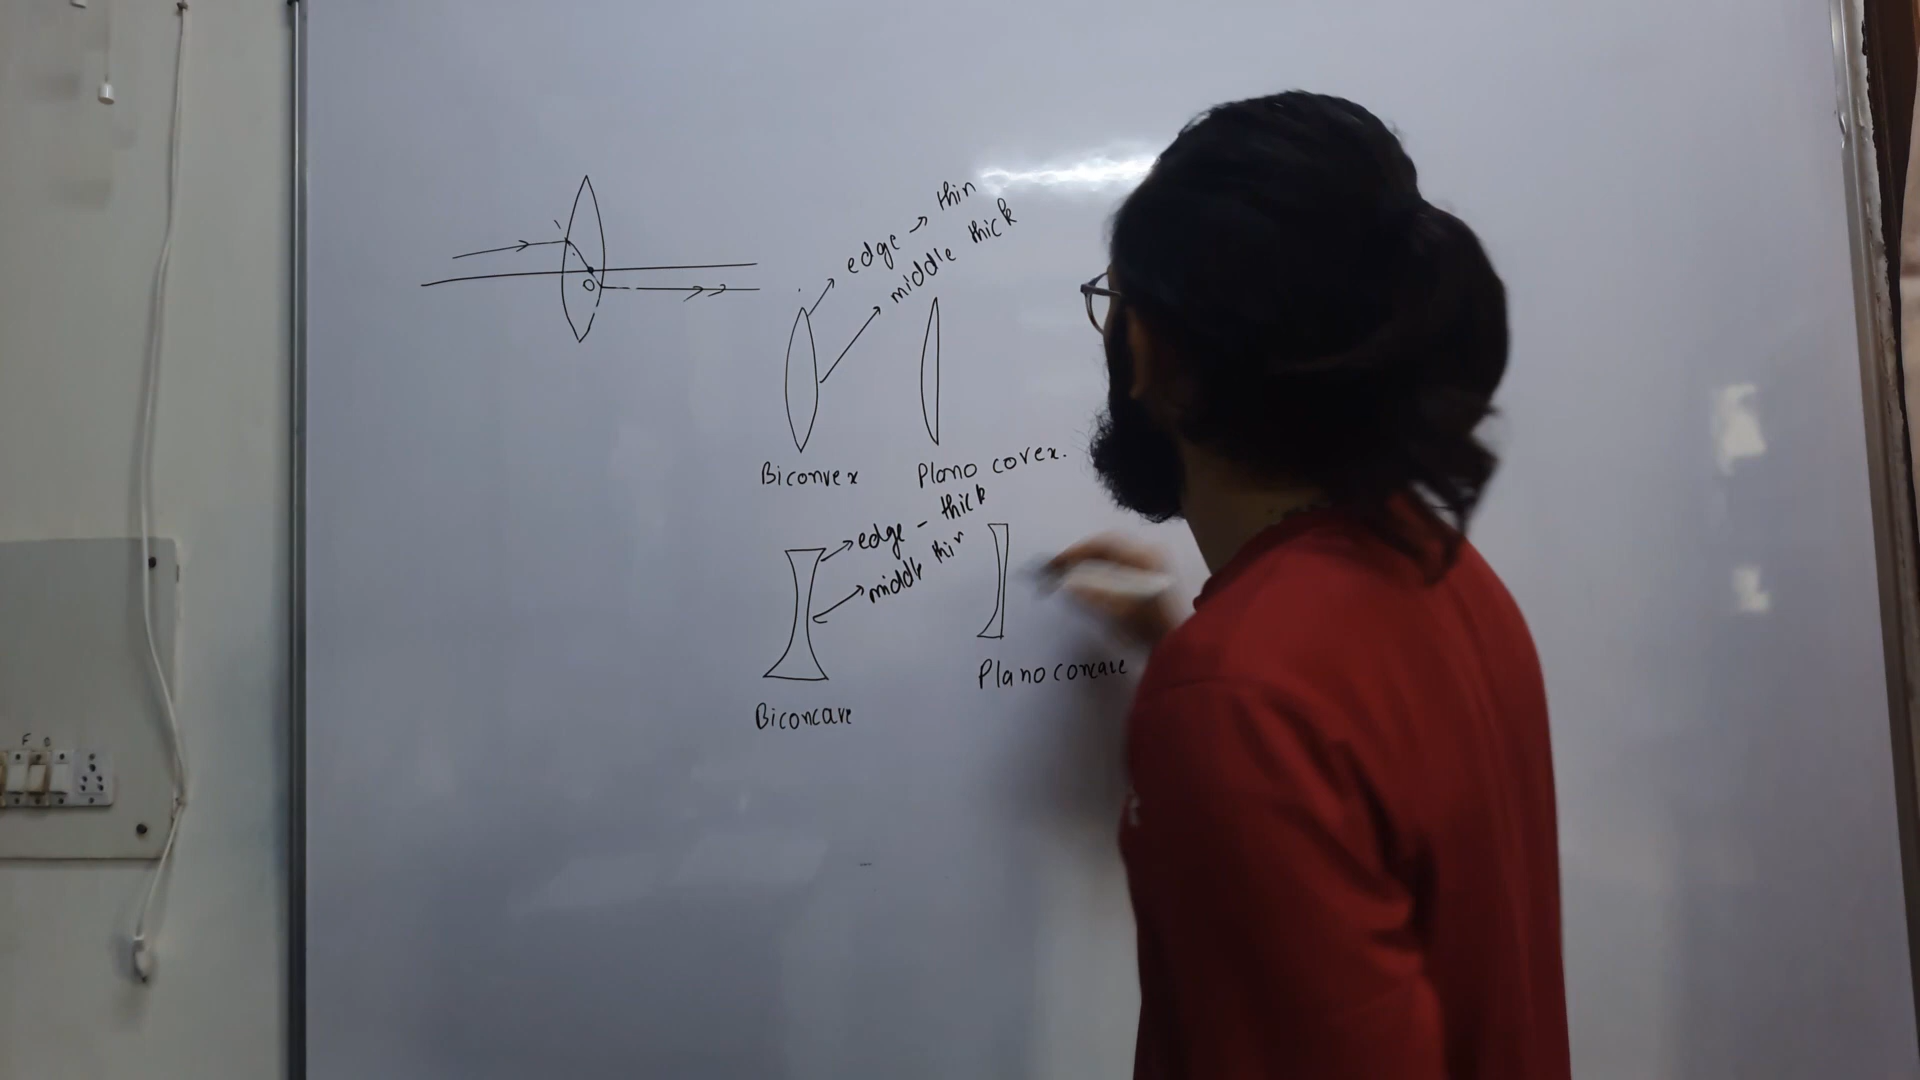 O
edge → thin
middle thick
Biconvex
Plano covex.
edge - thick
middle thin
Biconcave
Planoconcave